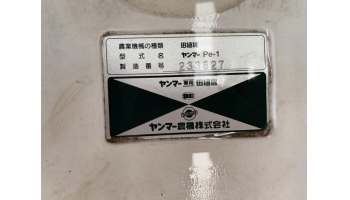 農業機械の種類 田植機
型式名 ヤンマー Pe-1
製造番号 233527
ヤンマー 乗用 田植機
ヤンマー農機株式会社